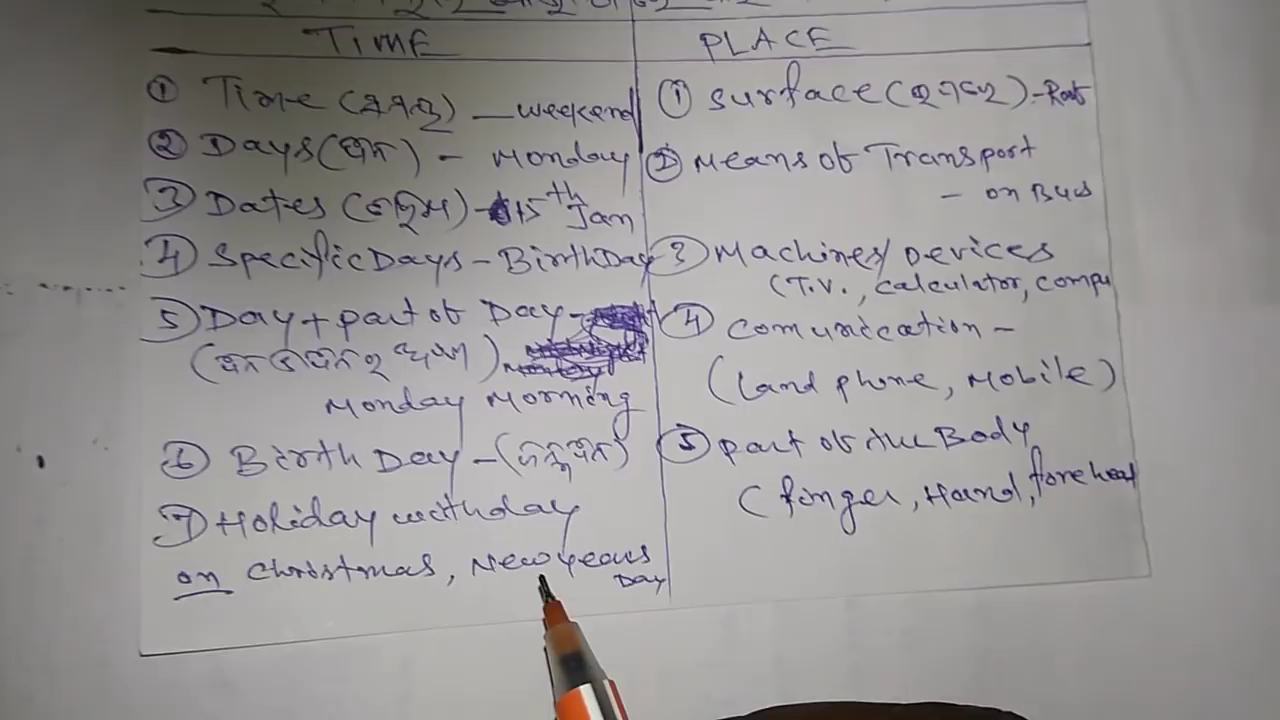 TIME
① Time (ସମୟ) – weekend
② Days (ଦିନ) – Monday
③ Dates (ତାରିଖ) – 15th Jan
④ Specific Days – BirthDay
⑤ Day + part of Day –
Monday Morning
⑥ Birth Day – (ଜନ୍ମଦିନ)
⑦ Holiday with day
on Christmas, New years
Day
PLACE
① Surface
② Means of Transport
– on Bus
③ Machines/Devices
(T.V., calculator, compu
④ Comunication –
(Land phone, Mobile)
⑤ Part of the Body
(finger, Hand, forehead